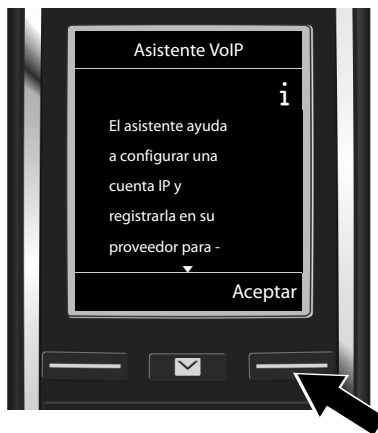 Asistente VoIP
i
El asistente ayuda
a configurar una
cuenta IP y
registrarla en su
proveedor para -
Aceptar